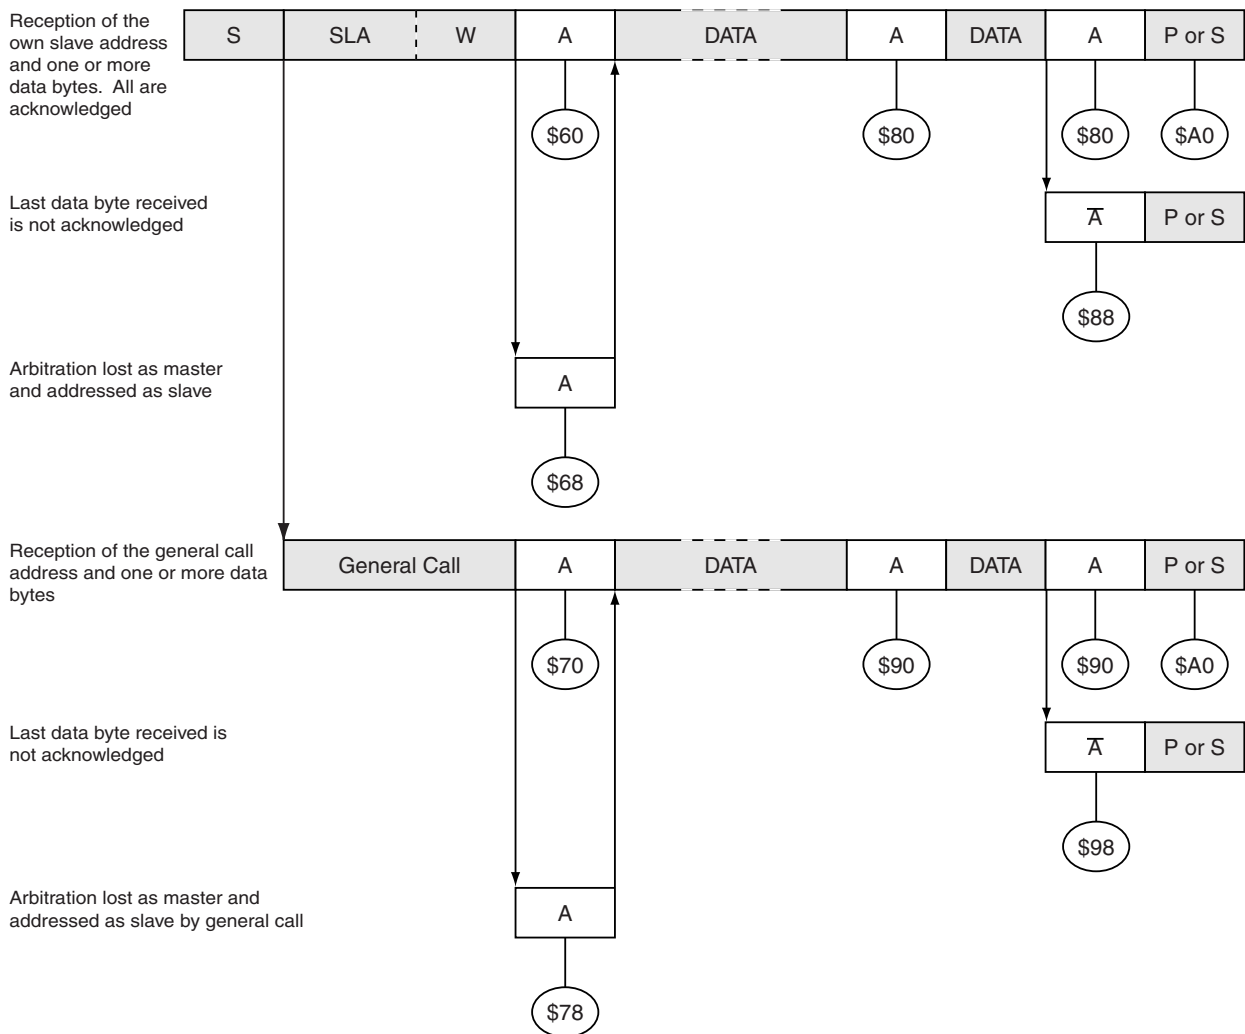 Reception of the
own slave address
and one or more
data bytes. All are
acknowledged
S SLA W A DATA A DATA A P or S
$60 $80 $80 $A0
Last data byte received
is not acknowledged
A̅ P or S
$88
Arbitration lost as master
and addressed as slave
A
$68
Reception of the general call
address and one or more data
bytes
General Call A DATA A DATA A P or S
$70 $90 $90 $A0
Last data byte received is
not acknowledged
A̅ P or S
$98
Arbitration lost as master and
addressed as slave by general call
A
$78